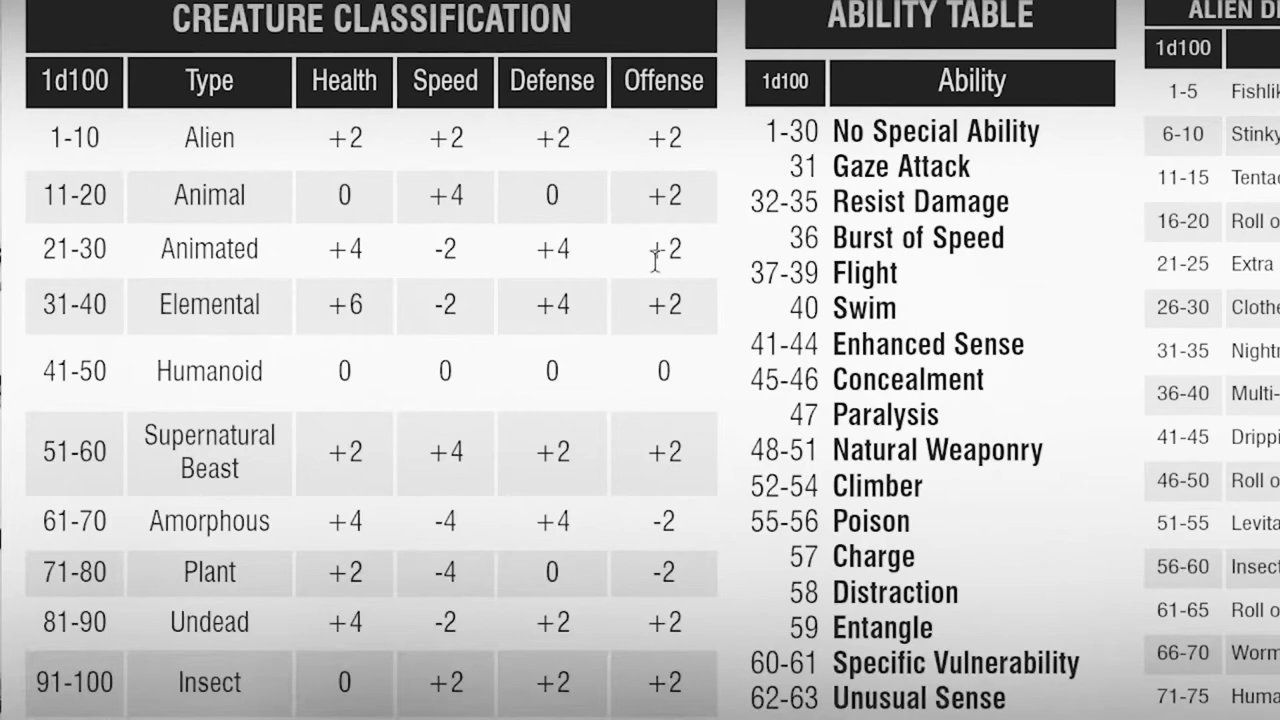 CREATURE CLASSIFICATION
1d100 Type Health Speed Defense Offense
1-10 Alien +2 +2 +2 +2
11-20 Animal 0 +4 0 +2
21-30 Animated +4 -2 +4 +2
31-40 Elemental +6 -2 +4 +2
41-50 Humanoid 0 0 0 0
51-60 Supernatural Beast +2 +4 +2 +2
61-70 Amorphous +4 -4 +4 -2
71-80 Plant +2 -4 0 -2
81-90 Undead +4 -2 +2 +2
91-100 Insect 0 +2 +2 +2
ABILITY TABLE
1d100 Ability
1-30 No Special Ability
31 Gaze Attack
32-35 Resist Damage
36 Burst of Speed
37-39 Flight
40 Swim
41-44 Enhanced Sense
45-46 Concealment
47 Paralysis
48-51 Natural Weaponry
52-54 Climber
55-56 Poison
57 Charge
58 Distraction
59 Entangle
60-61 Specific Vulnerability
62-63 Unusual Sense
ALIEN
1d100
1-5
6-10
11-15
16-20 Roll
21-25 Extra
26-30
31-35
36-40 Multi-
41-45
46-50 Roll
51-55
56-60 Insect
61-65 Roll
66-70 Worm
71-75